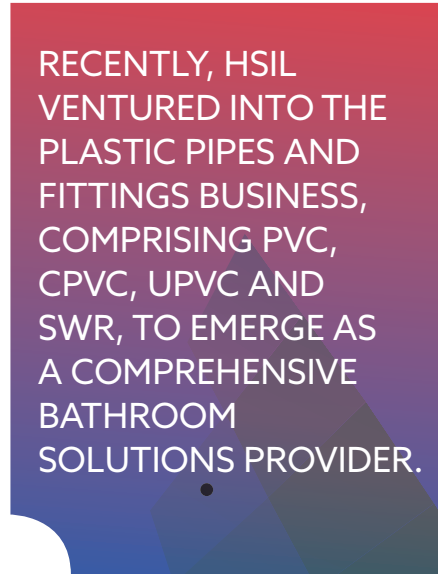 RECENTLY, HSIL
VENTURED INTO THE
PLASTIC PIPES AND
FITTINGS BUSINESS,
COMPRISING PVC,
CPVC, UPVC AND
SWR, TO EMERGE AS
A COMPREHENSIVE
BATHROOM
SOLUTIONS PROVIDER.